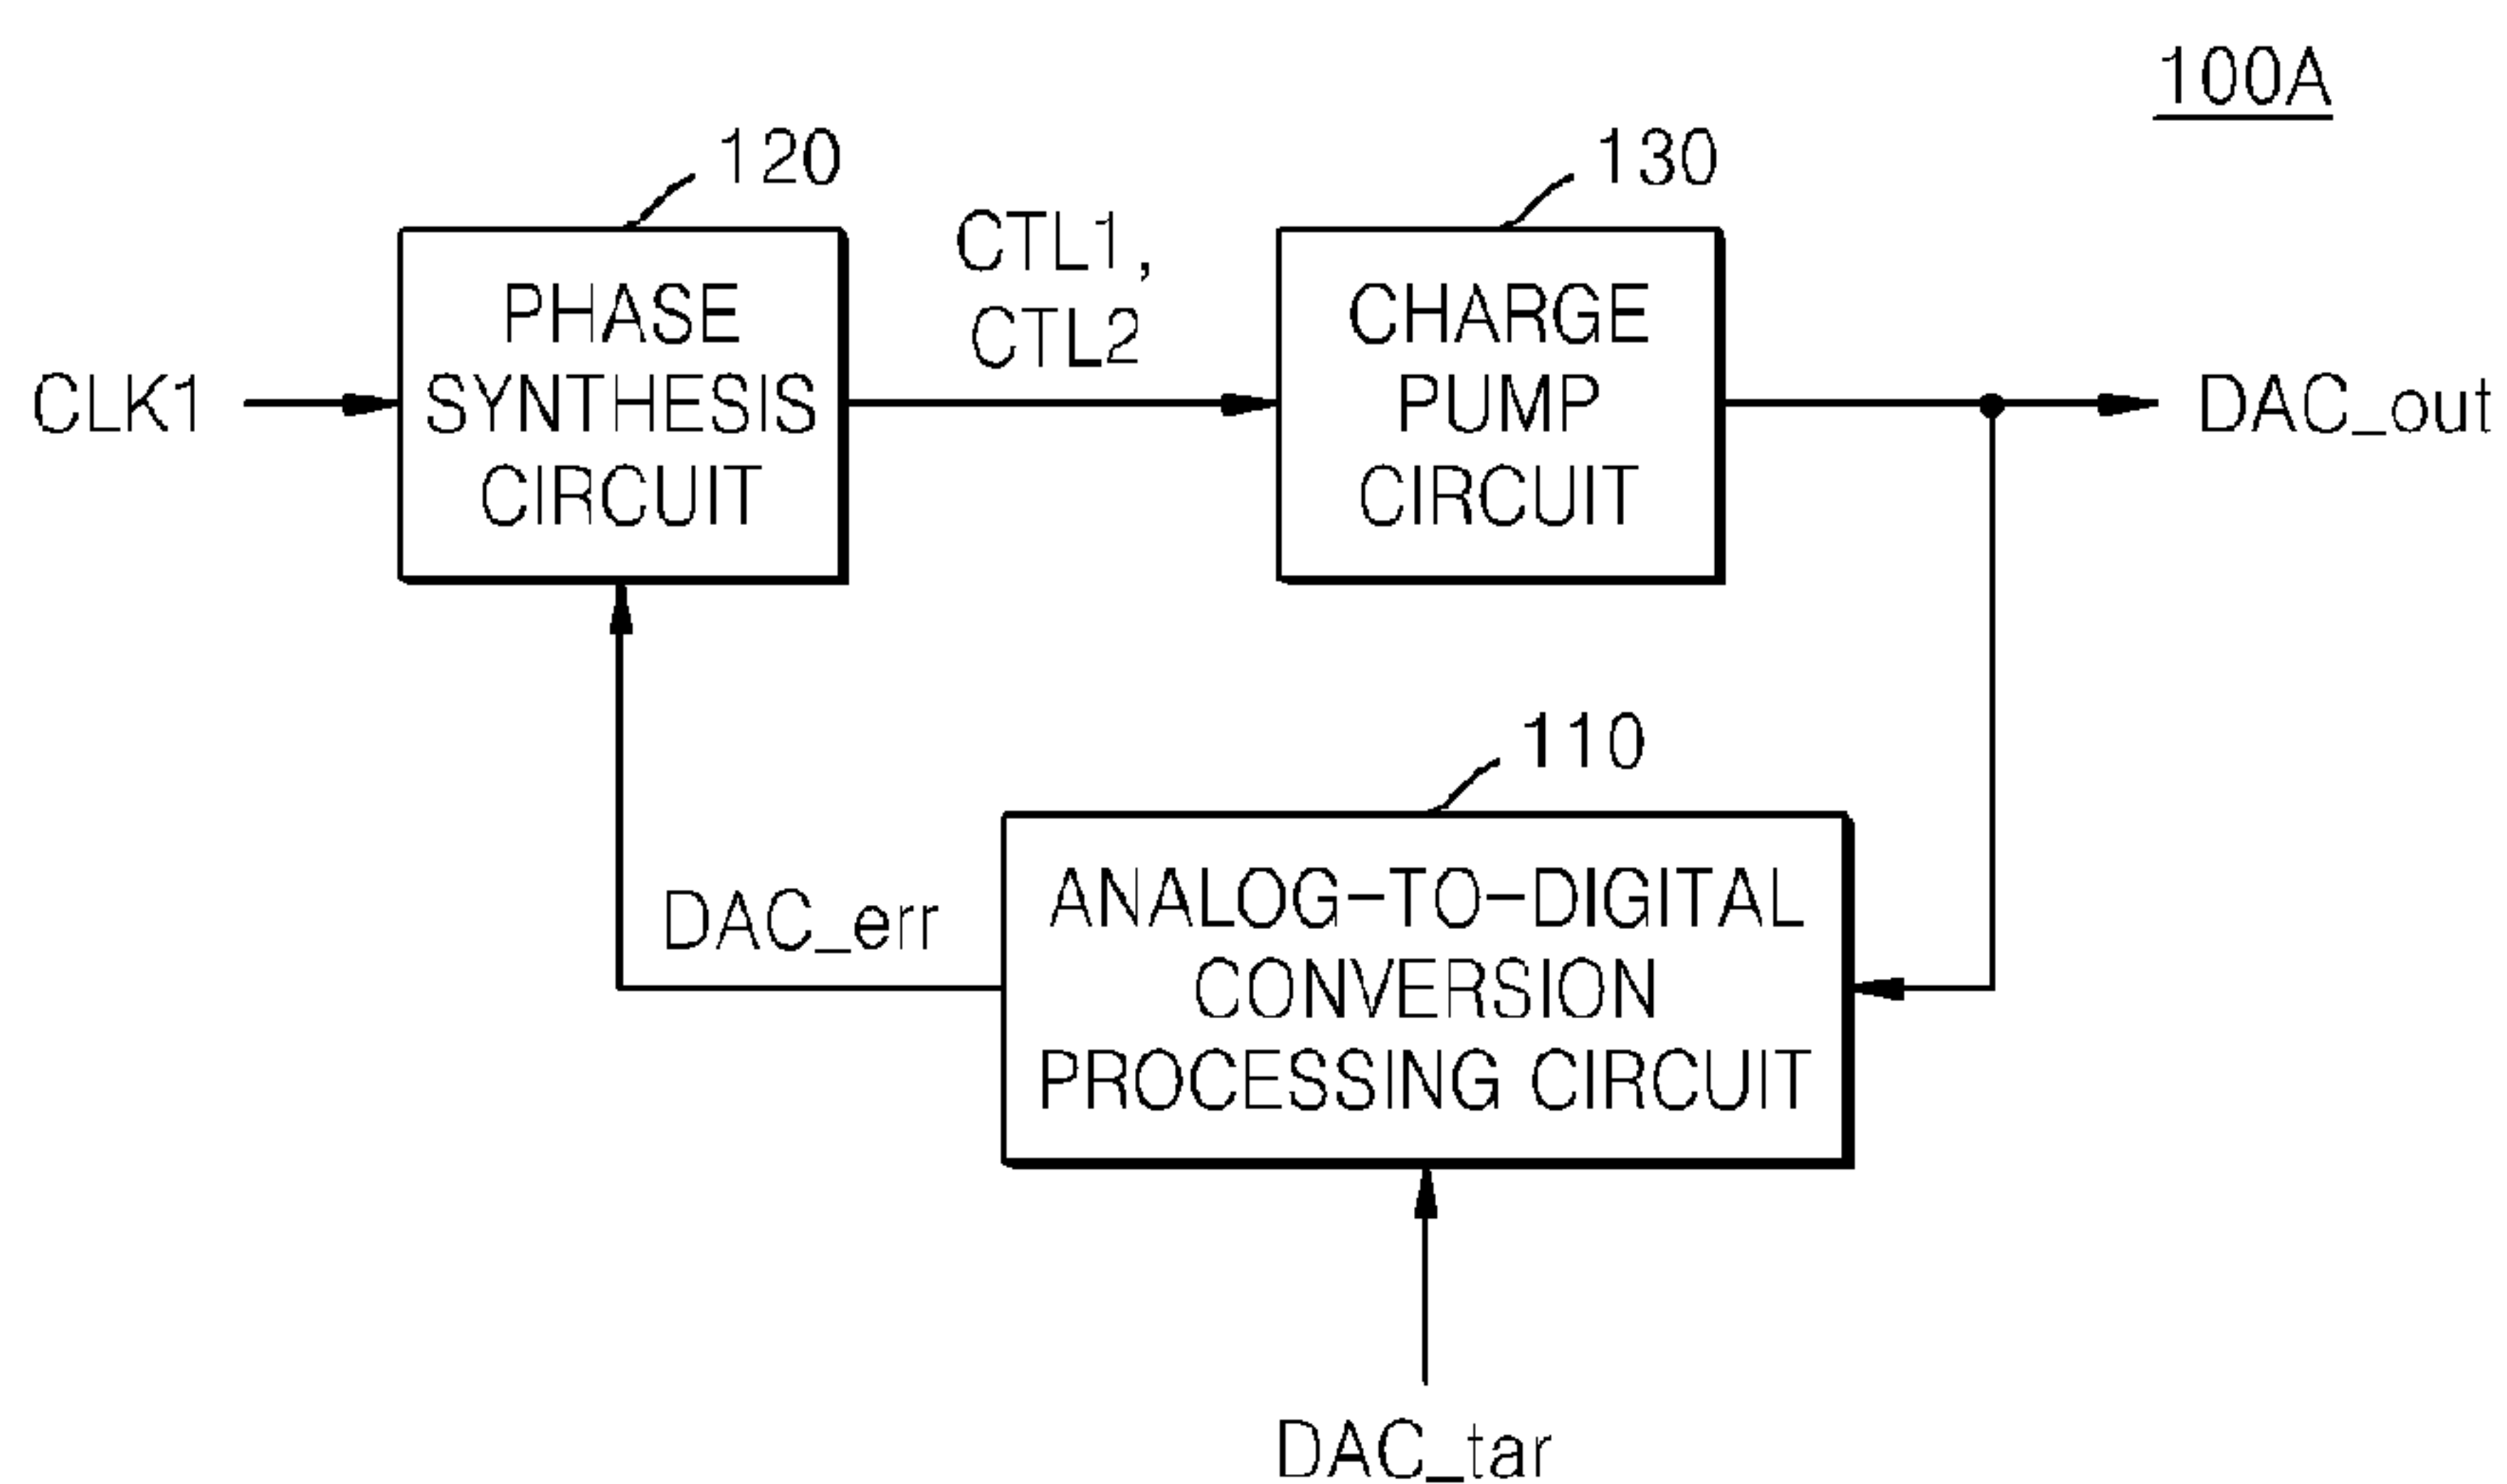 100A
120
130
CTL1,
CTL2
PHASE
SYNTHESIS
CIRCUIT
CHARGE
PUMP
CIRCUIT
CLK1
DAC_out
110
DAC_err
ANALOG-TO-DIGITAL
CONVERSION
PROCESSING CIRCUIT
DAC_tar